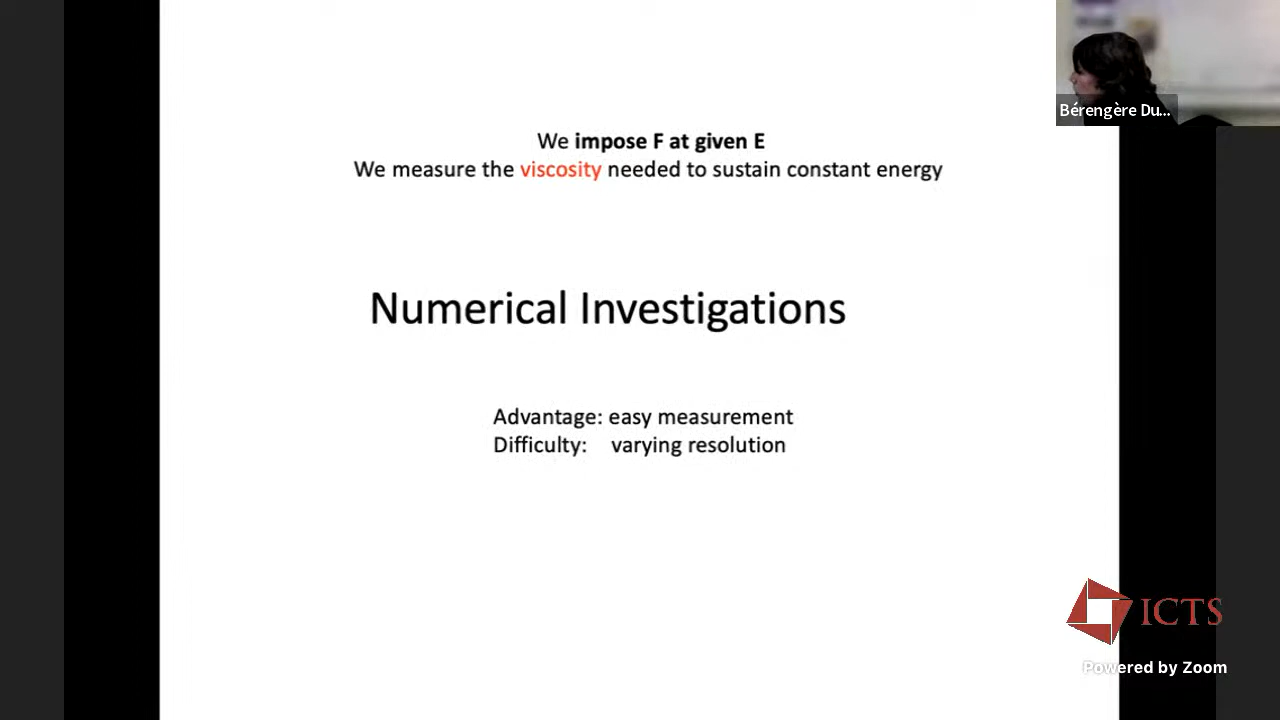 Bérengère Du...
We impose F at given E
We measure the viscosity needed to sustain constant energy
Numerical Investigations
Advantage: easy measurement
Difficulty: varying resolution
ICTS
Powered by Zoom